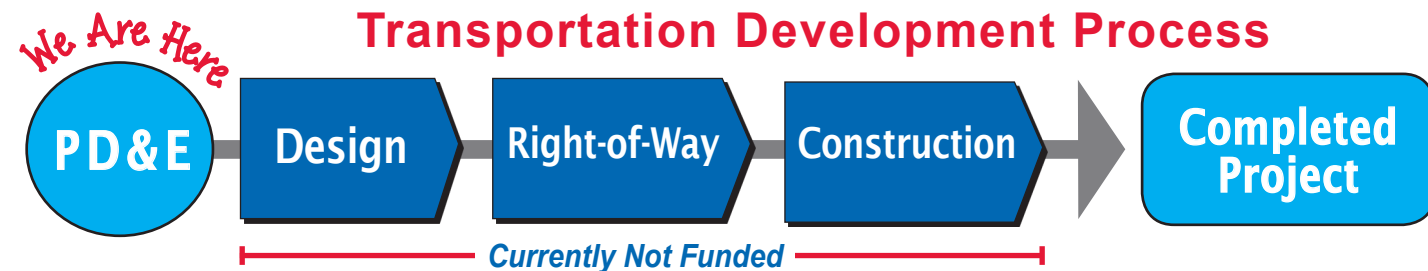 We Are Here
Transportation Development Process
PD&E
Design
Right-of-Way
Construction
Completed
Project
Currently Not Funded